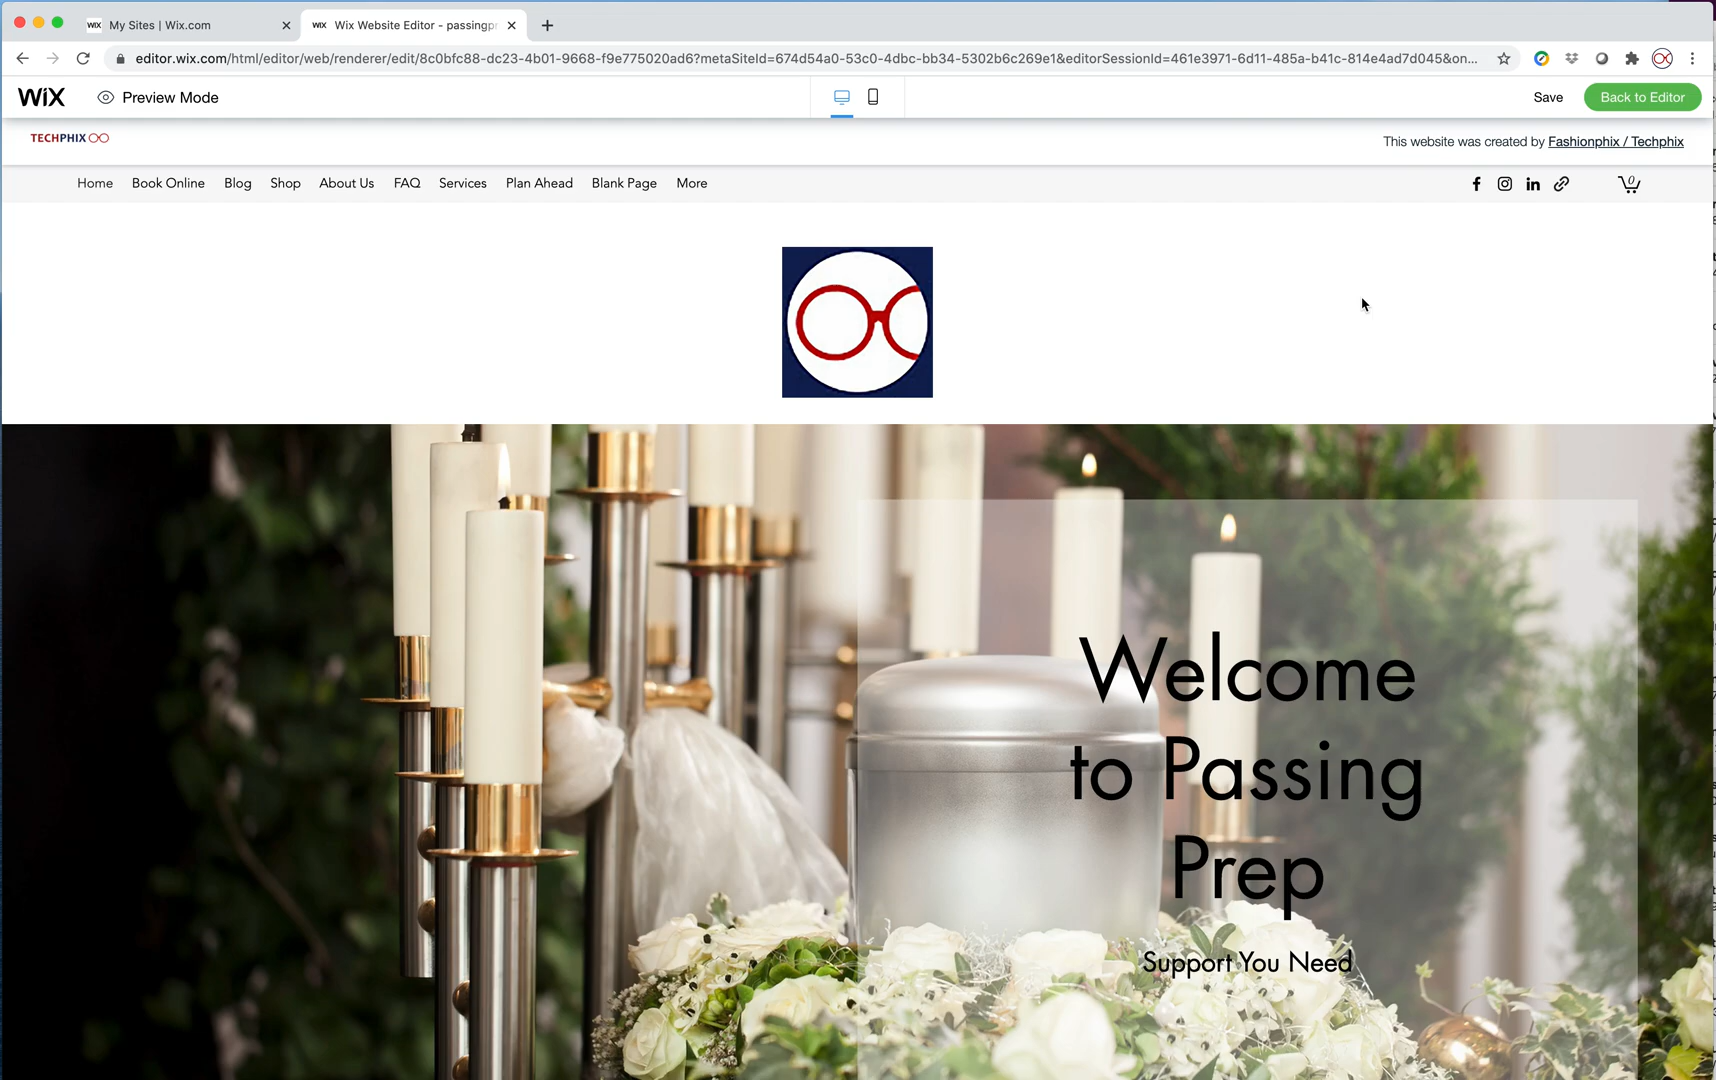 WiX My Sites | Wix.com
WiX Wix Website Editor - passingpr
editor.wix.com/html/editor/web/renderer/edit/8c0bfc88-dc23-4b01-9668-f9e775020ad6?metaSiteId=674d54a0-53c0-4dbc-bb34-5302b6c269e1&editorSessionId=461e3971-6d11-485a-b41c-814e4ad7d045&on...
WiX Preview Mode Save Back to Editor
TECHPHIX This website was created by Fashionphix / Techphix
Home Book Online Blog Shop About Us FAQ Services Plan Ahead Blank Page More 0
Welcome
to Passing
Prep
Support You Need